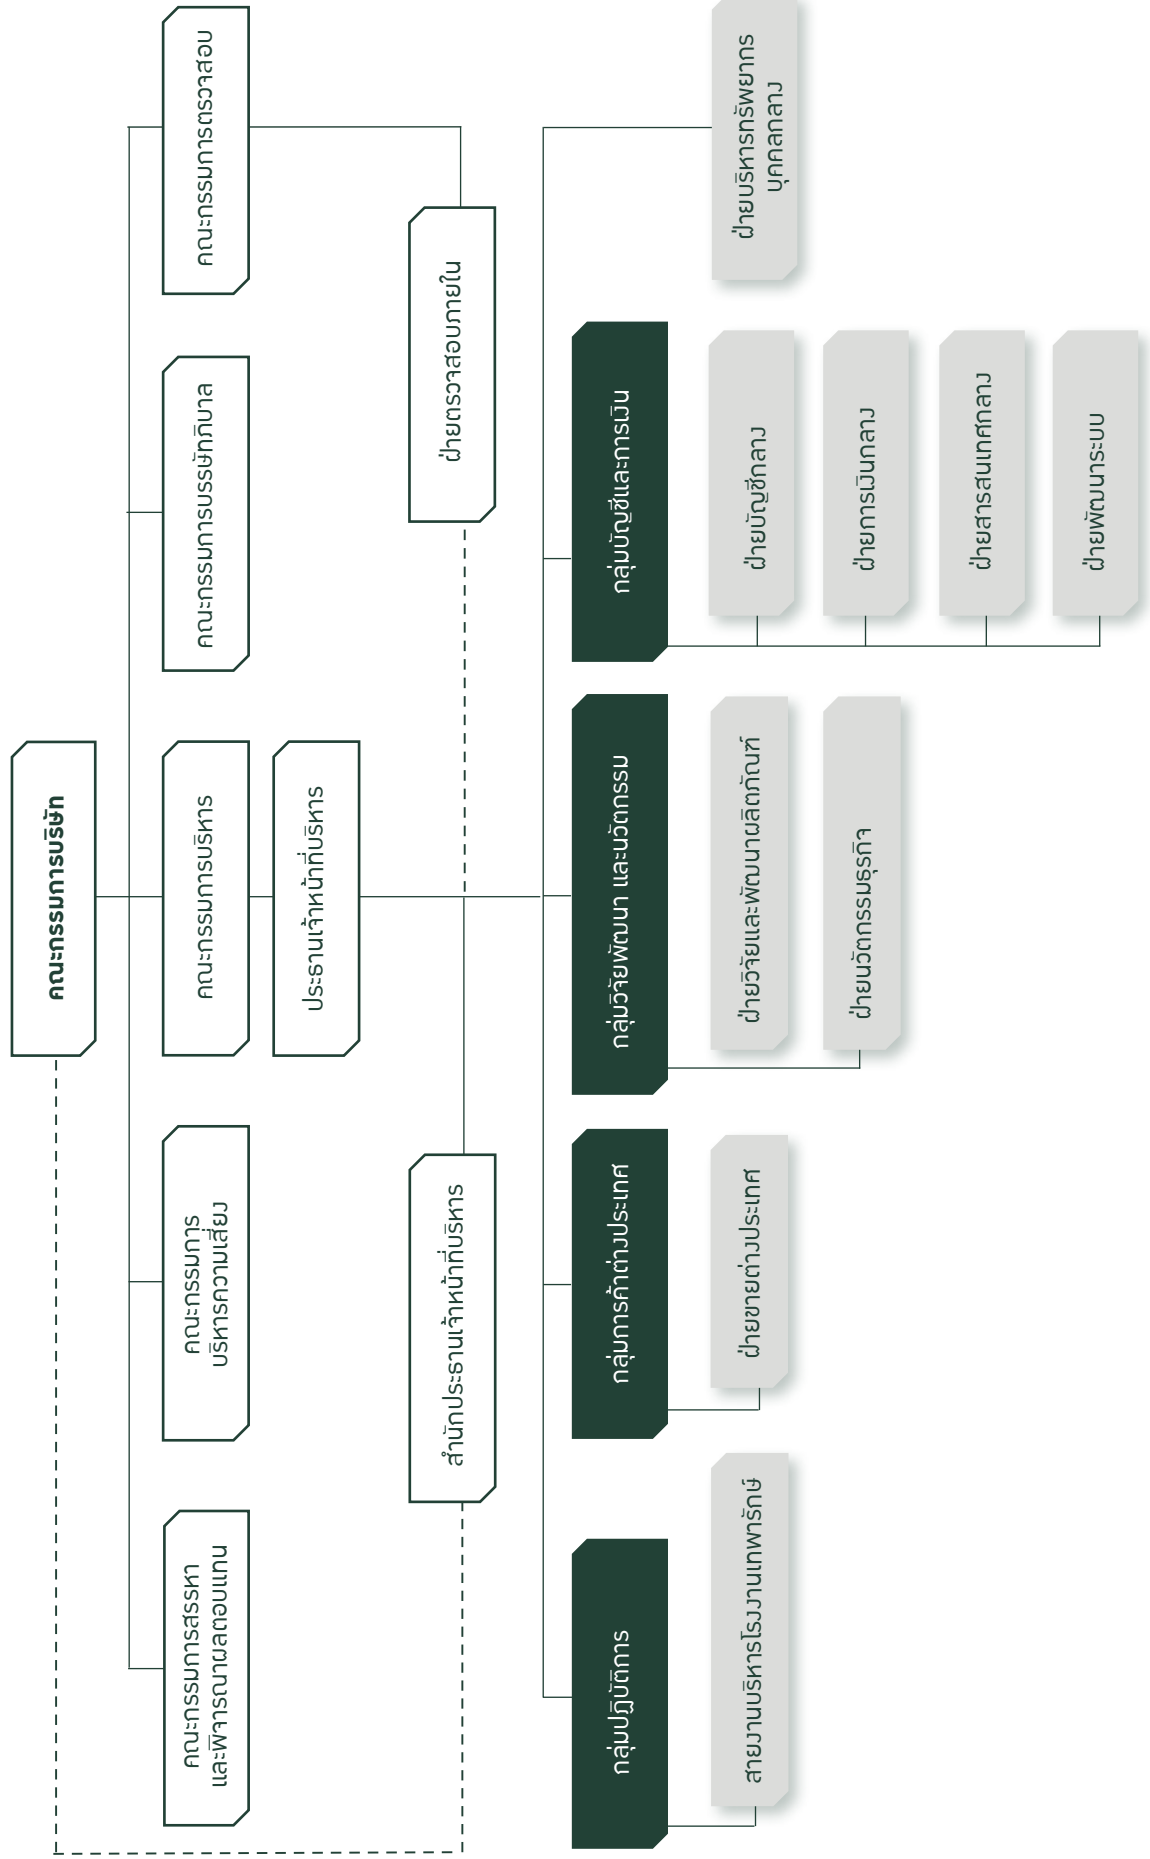 คณะกรรมการบริษัท
คณะกรรมการสรรหา
และพิจารณาผลตอบแทน
คณะกรรมการ
บริหารความเสี่ยง
คณะกรรมการบริหาร
คณะกรรมการบรรษัทภิบาล
คณะกรรมการตรวจสอบ
ประธานเจ้าหน้าที่บริหาร
สำนักประธานเจ้าหน้าที่บริหาร
ฝ่ายตรวจสอบภายใน
กลุ่มปฏิบัติการ
กลุ่มการค้าต่างประเทศ
กลุ่มวิจัยพัฒนา และนวัตกรรม
กลุ่มบัญชีและการเงิน
ฝ่ายบริหารทรัพยากร
บุคคลกลาง
สายงานบริหารโรงงานเทพารักษ์
ฝ่ายขายต่างประเทศ
ฝ่ายวิจัยและพัฒนาผลิตภัณฑ์
ฝ่ายนวัตกรรมธุรกิจ
ฝ่ายบัญชีกลาง
ฝ่ายการเงินกลาง
ฝ่ายสารสนเทศกลาง
ฝ่ายพัฒนาระบบ